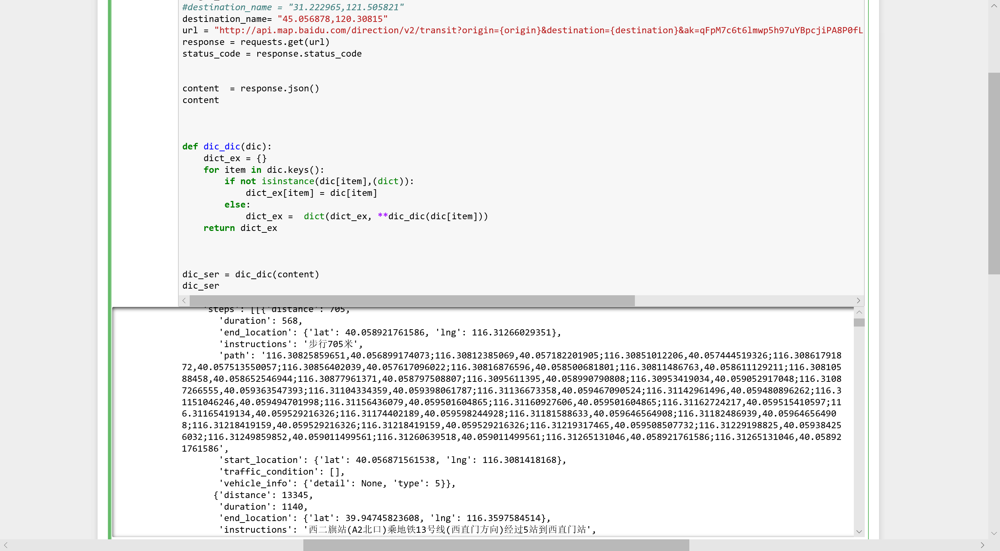 #destination_name = "31.222965,121.505821"
destination_name= "45.056878,120.30815"
url = "http://api.map.baidu.com/direction/v2/transit?origin={origin}&destination={destination}&ak=qFpM7c6t6lmwp5h97uYBpcjiPA8P0fL
response = requests.get(url)
status_code = response.status_code
content  = response.json()
content
def dic_dic(dic):
    dict_ex = {}
    for item in dic.keys():
        if not isinstance(dic[item],(dict)):
            dict_ex[item] = dic[item]
        else:
            dict_ex =  dict(dict_ex, **dic_dic(dic[item]))
    return dict_ex
dic_ser = dic_dic(content)
dic_ser
'steps': [[{'distance': 705,
'duration': 568,
'end_location': {'lat': 40.058921761586, 'lng': 116.31266029351},
'instructions': '步行705米',
'path': '116.30825859651,40.056899174073;116.30812385069,40.057182201905;116.30851012206,40.057444519326;116.308617918
72,40.057513550057;116.30856402039,40.057617096022;116.30816876596,40.058500681801;116.30811486763,40.058611129211;116.308105
88458,40.058652546944;116.30877961371,40.058797508807;116.3095611395,40.058990790808;116.30953419034,40.059052917048;116.3108
7266555,40.059363547393;116.31104334359,40.059398061787;116.31136673358,40.059467090524;116.31142961496,40.059480896262;116.3
1151046246,40.059494701998;116.31156436079,40.059501604865;116.31160927606,40.059501604865;116.31162724217,40.059515410597;11
6.31165419134,40.059529216326;116.31174402189,40.059598244928;116.31181588633,40.059646564908;116.31182486939,40.05964656490
8;116.31218419159,40.059529216326;116.31218419159,40.059529216326;116.31219317465,40.059508507732;116.31229198825,40.05938425
6032;116.31249859852,40.059011499561;116.31260639518,40.059011499561;116.31265131046,40.058921761586;116.31265131046,40.05892
1761586',
'start_location': {'lat': 40.056871561538, 'lng': 116.3081418168},
'traffic_condition': [],
'vehicle_info': {'detail': None, 'type': 5}},
{'distance': 13345,
'duration': 1140,
'end_location': {'lat': 39.94745823608, 'lng': 116.3597584514},
'instructions': '西二旗站(A2北口)乘地铁13号线(西直门方向)经过5站到西直门站',